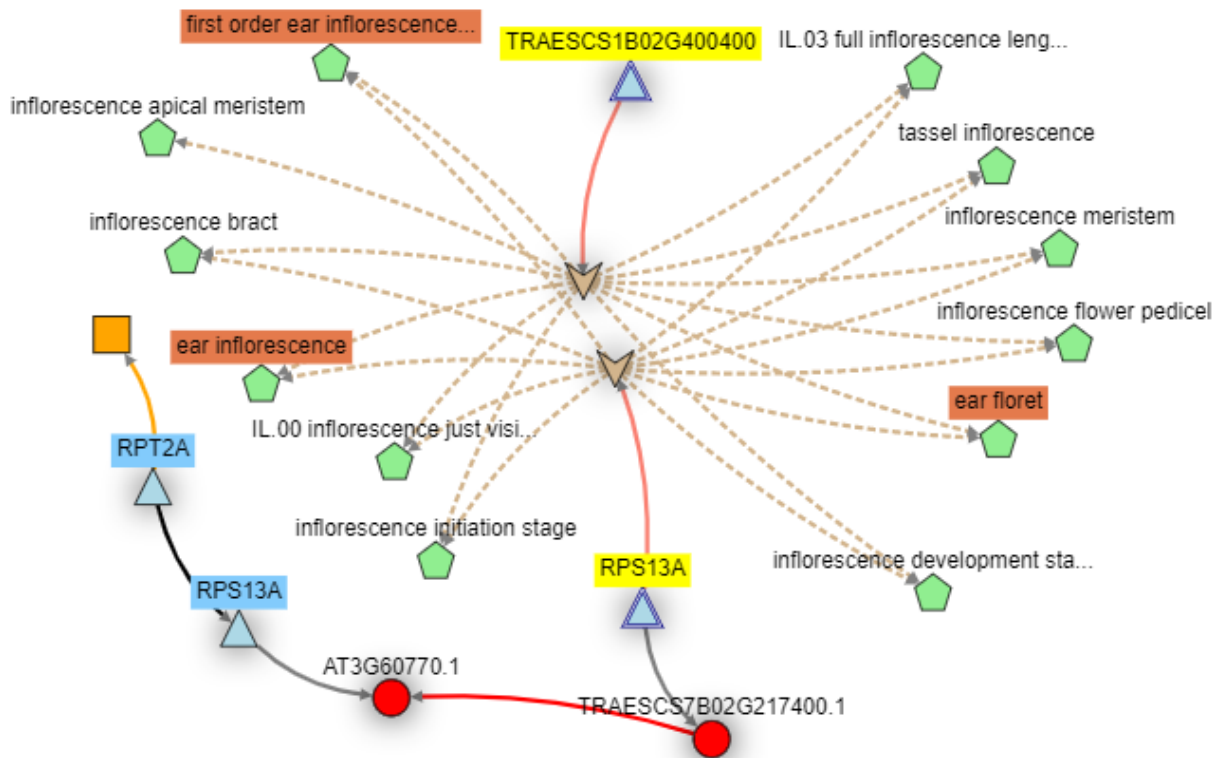 first order ear inflorescence...
TRAESCS1B02G400400
IL.03 full inflorescence leng...
inflorescence apical meristem
tassel inflorescence
inflorescence bract
inflorescence meristem
inflorescence flower pedicel
ear inflorescence
ear floret
IL.00 inflorescence just visi...
RPT2A
inflorescence initiation stage
inflorescence development sta...
RPS13A
RPS13A
AT3G60770.1
TRAESCS7B02G217400.1